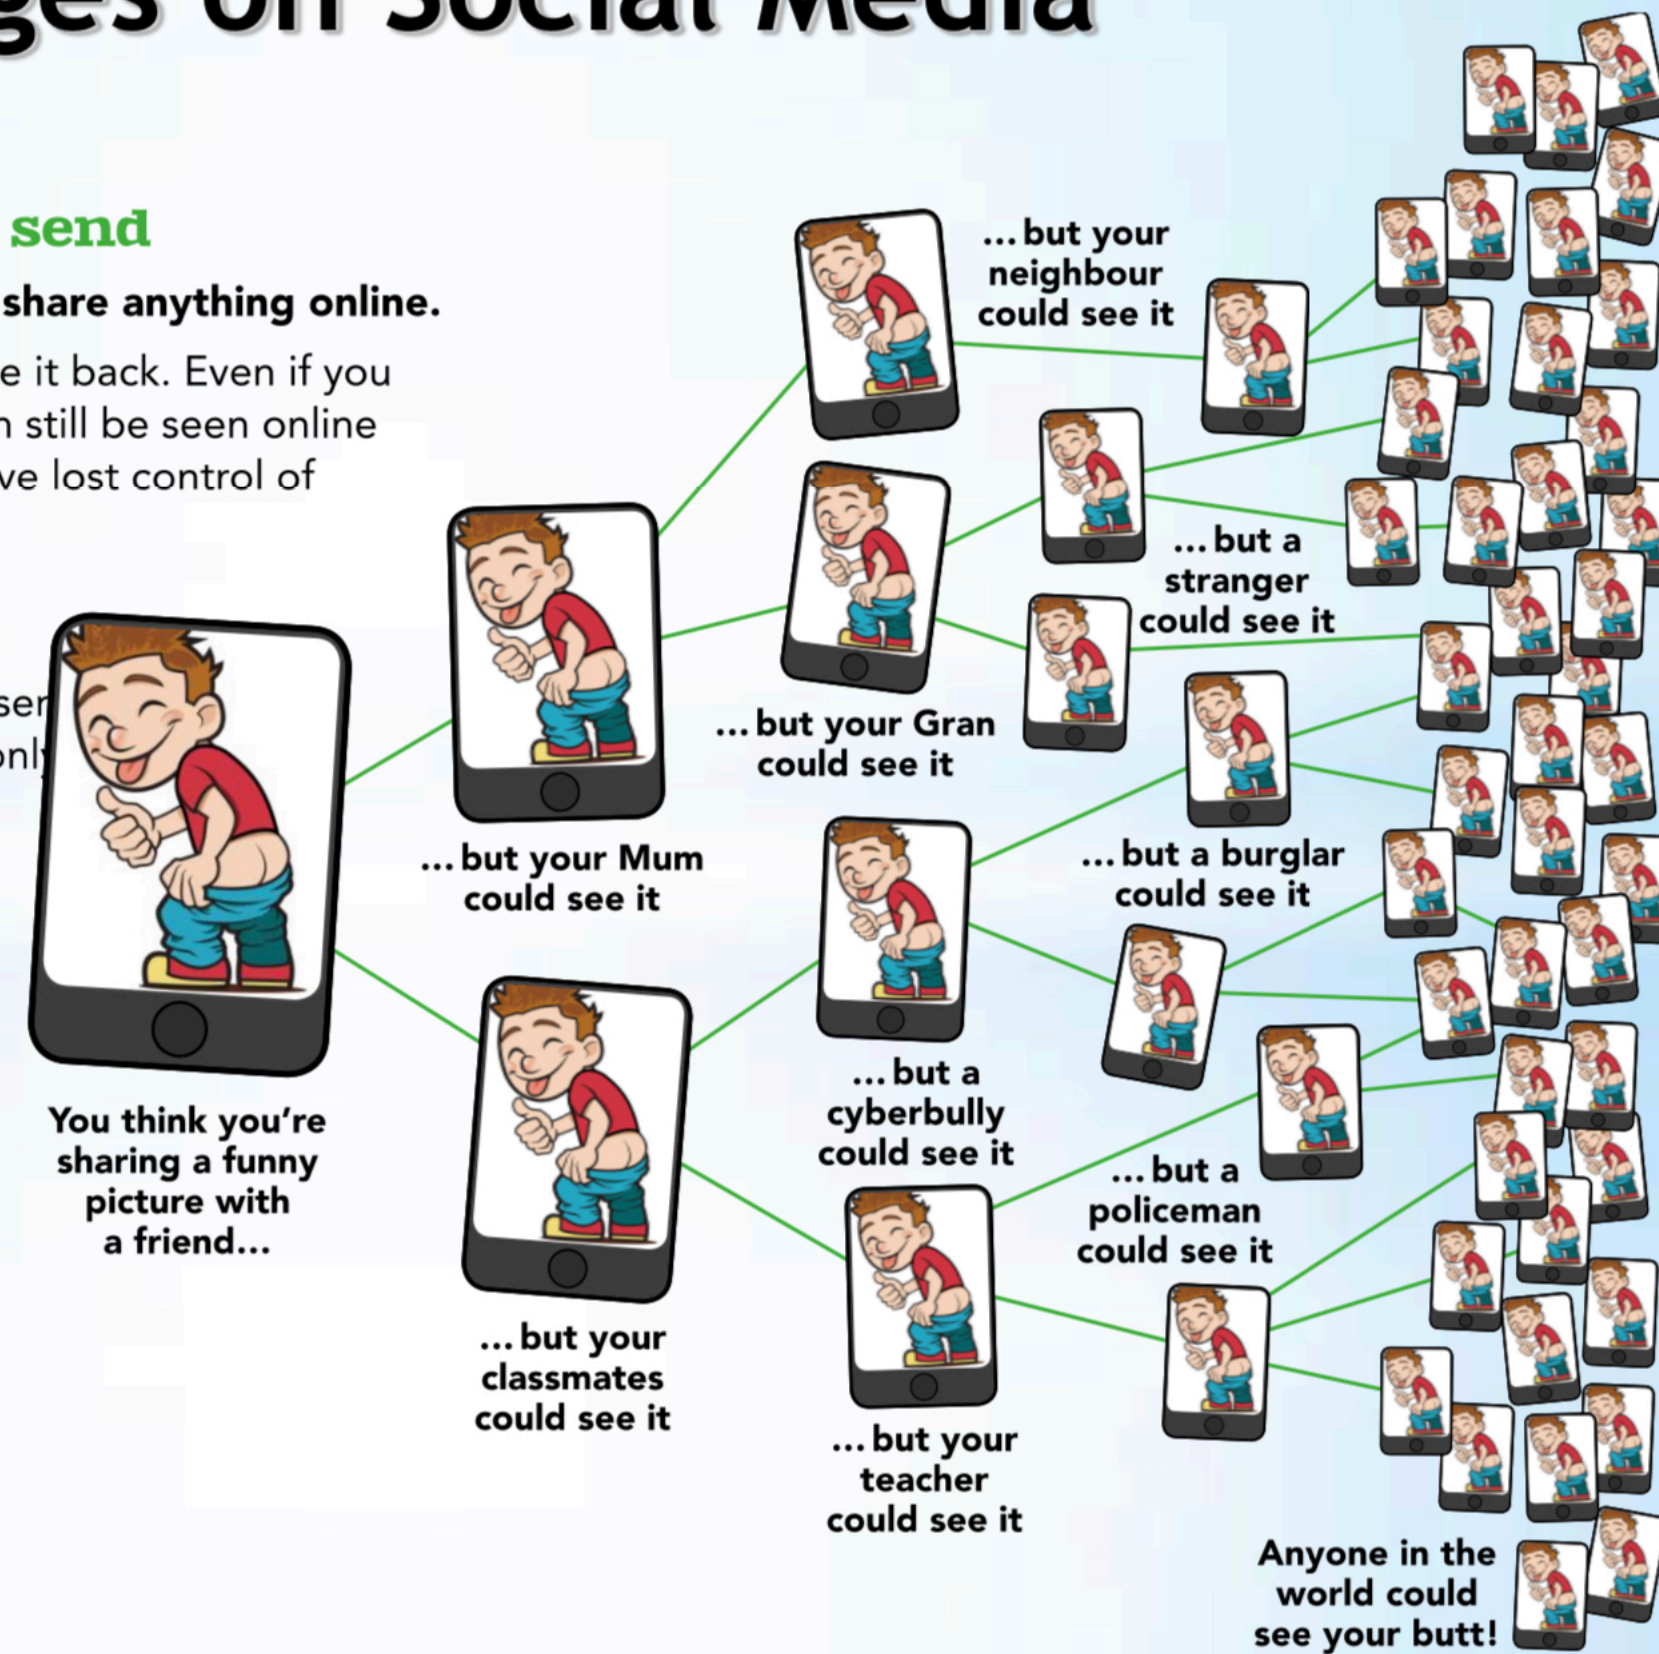 on Social Media
send
share anything online.
it back. Even if you
still be seen online
lost control of
You think you're
sharing a funny
picture with
a friend...
...but your Mum
could see it
...but your
classmates
could see it
...but your
neighbour
could see it
...but your Gran
could see it
...but a
cyberbully
could see it
...but your
teacher
could see it
...but a
stranger
could see it
...but a burglar
could see it
...but a
policeman
could see it
Anyone in the
world could
see your butt!